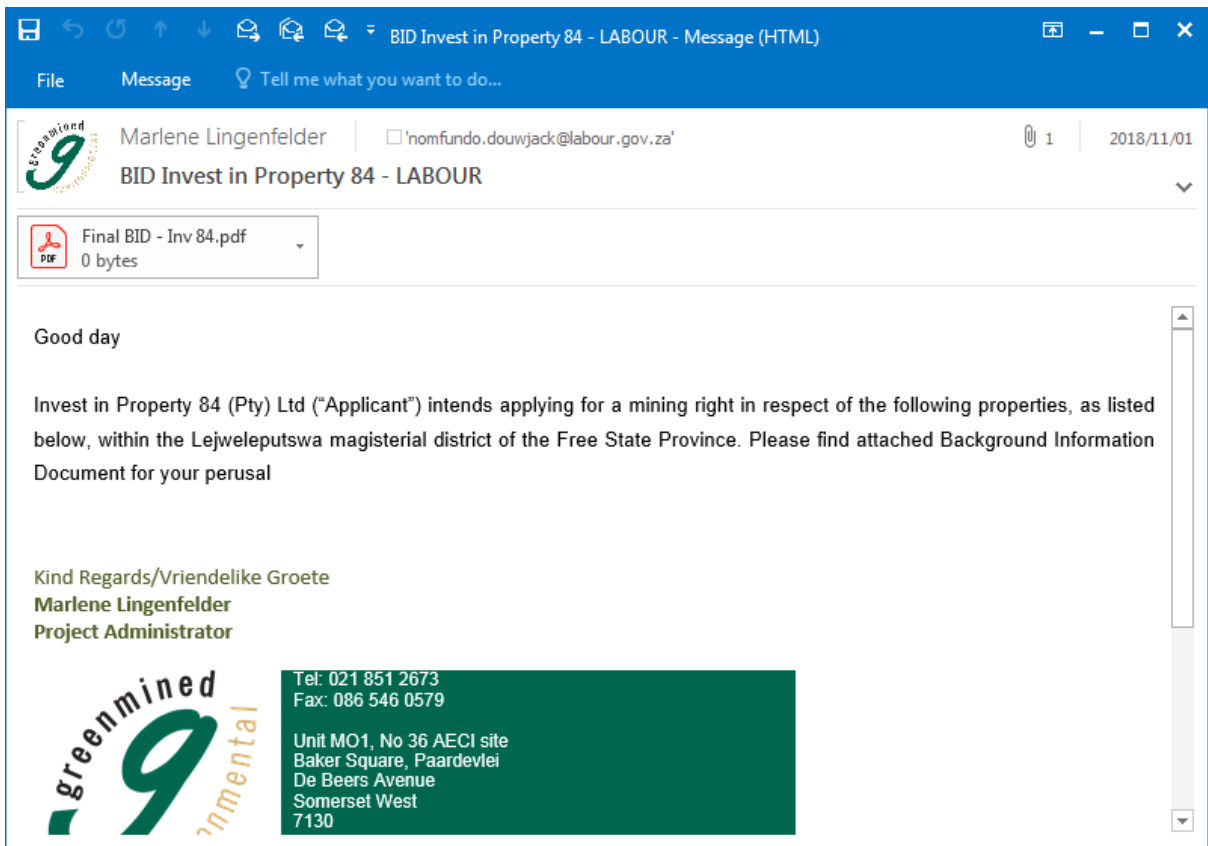 BID Invest in Property 84 - LABOUR - Message (HTML)
File Message Tell me what you want to do...
greenmined
Marlene Lingenfelder 'nomfundo.douwjack@labour.gov.za' 1 2018/11/01
BID Invest in Property 84 - LABOUR
Final BID - Inv 84.pdf
PDF
0 bytes
Good day
Invest in Property 84 (Pty) Ltd (“Applicant”) intends applying for a mining right in respect of the following properties, as listed
below, within the Lejweleputswa magisterial district of the Free State Province. Please find attached Background Information
Document for your perusal
Kind Regards/Vriendelike Groete
Marlene Lingenfelder
Project Administrator
greenmined
Tel: 021 851 2673
Fax: 086 546 0579
Unit MO1, No 36 AECI site
Baker Square, Paardevlei
De Beers Avenue
Somerset West
7130